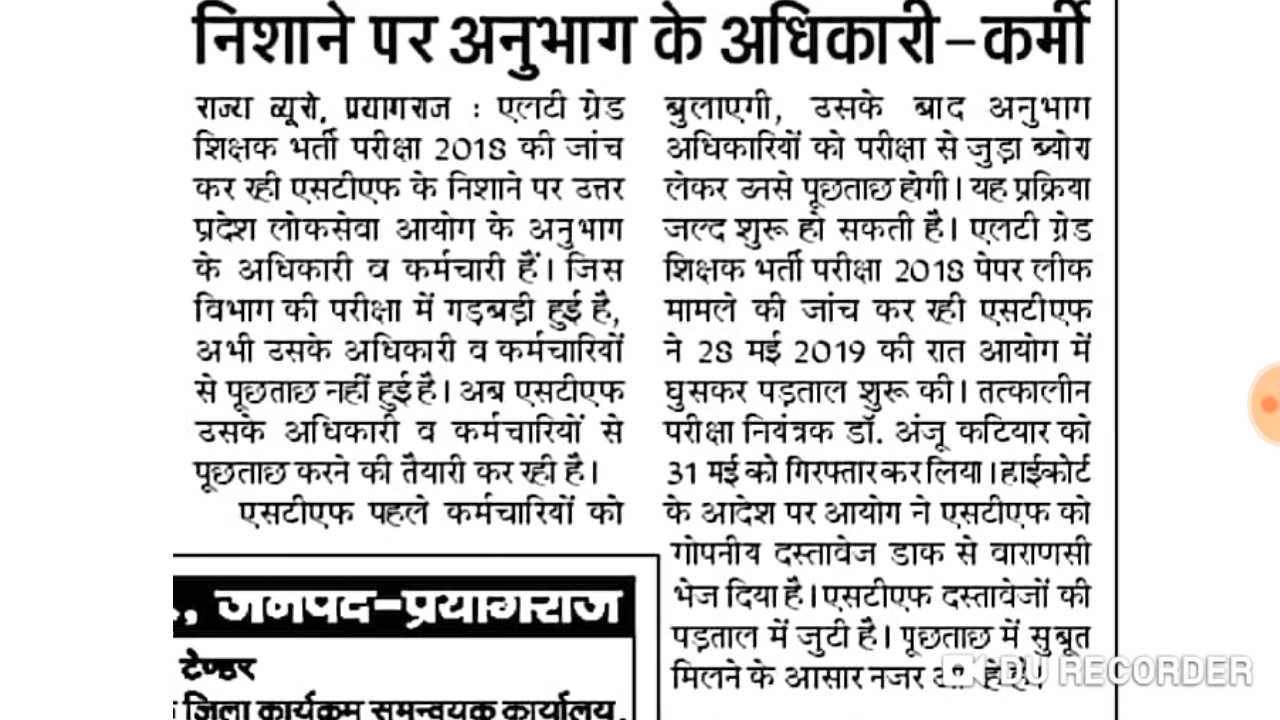 निशाने पर अनुभाग के अधिकारी-कर्मी
राज्य ब्यूरो, प्रयागराज : एलटी ग्रेड
शिक्षक भर्ती परीक्षा 2018 की जांच
कर रही एसटीएफ के निशाने पर उत्तर
प्रदेश लोकसेवा आयोग के अनुभाग
के अधिकारी व कर्मचारी हैं। जिस
विभाग की परीक्षा में गड़बड़ी हुई है,
अभी उसके अधिकारी व कर्मचारियों
से पूछताछ नहीं हुई है। अब एसटीएफ
उसके अधिकारी व कर्मचारियों से
पूछताछ करने की तैयारी कर रही है।
एसटीएफ पहले कर्मचारियों को
बुलाएगी, उसके बाद अनुभाग
अधिकारियों को परीक्षा से जुड़ा ब्योरा
लेकर उनसे पूछताछ होगी। यह प्रक्रिया
जल्द शुरू हो सकती है। एलटी ग्रेड
शिक्षक भर्ती परीक्षा 2018 पेपर लीक
मामले की जांच कर रही एसटीएफ
ने 28 मई 2019 की रात आयोग में
घुसकर पड़ताल शुरू की। तत्कालीन
परीक्षा नियंत्रक डॉ. अंजू कटियार को
31 मई को गिरफ्तार कर लिया। हाईकोर्ट
के आदेश पर आयोग ने एसटीएफ को
गोपनीय दस्तावेज डाक से वाराणसी
भेज दिया है। एसटीएफ दस्तावेजों की
पड़ताल में जुटी है। पूछताछ में सुबूत
मिलने के आसार नजर
DU RECORDER
., जनपद-प्रयागराज
टेण्डर
जिला कार्यक्रम समन्वयक कार्यालय,